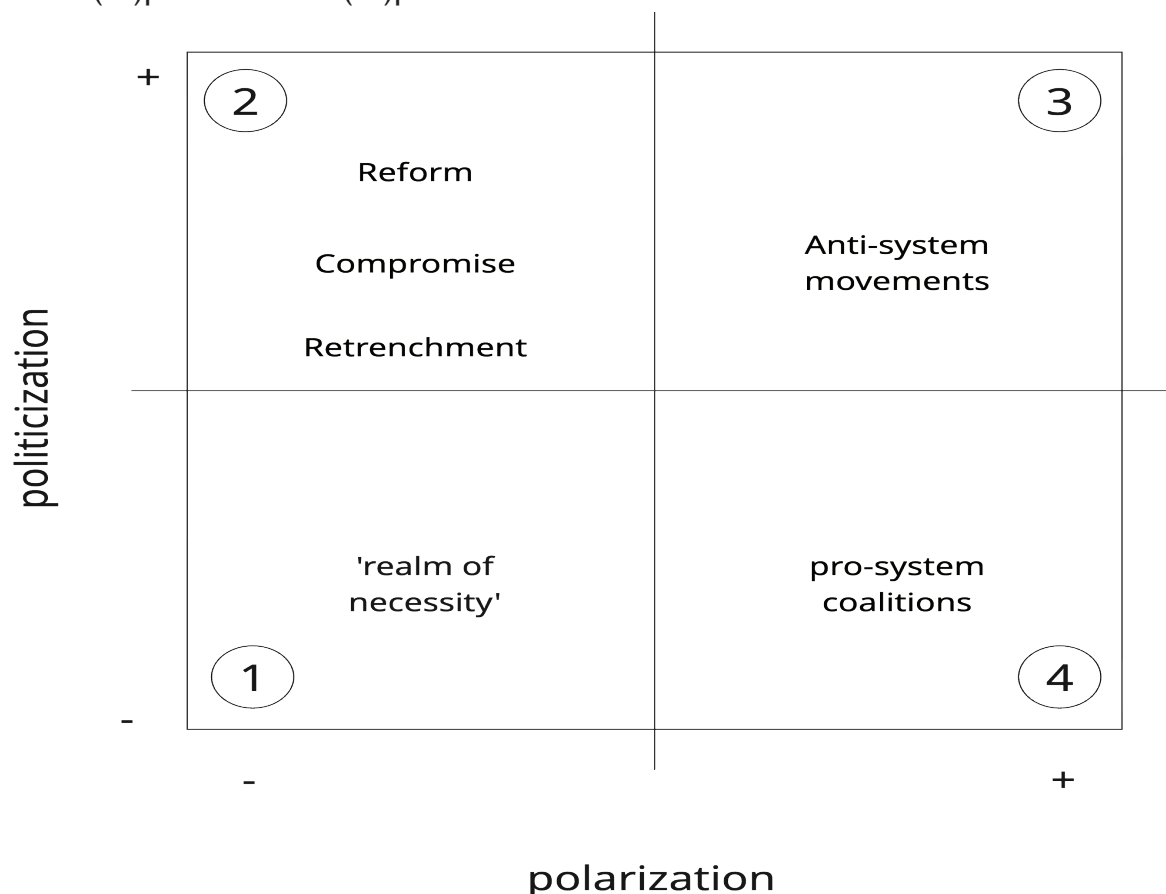 +
2
3
Reform
Compromise
Retrenchment
Anti-system
movements
politicization
'realm of
necessity'
pro-system
coalitions
1
4
-
-
+
polarization